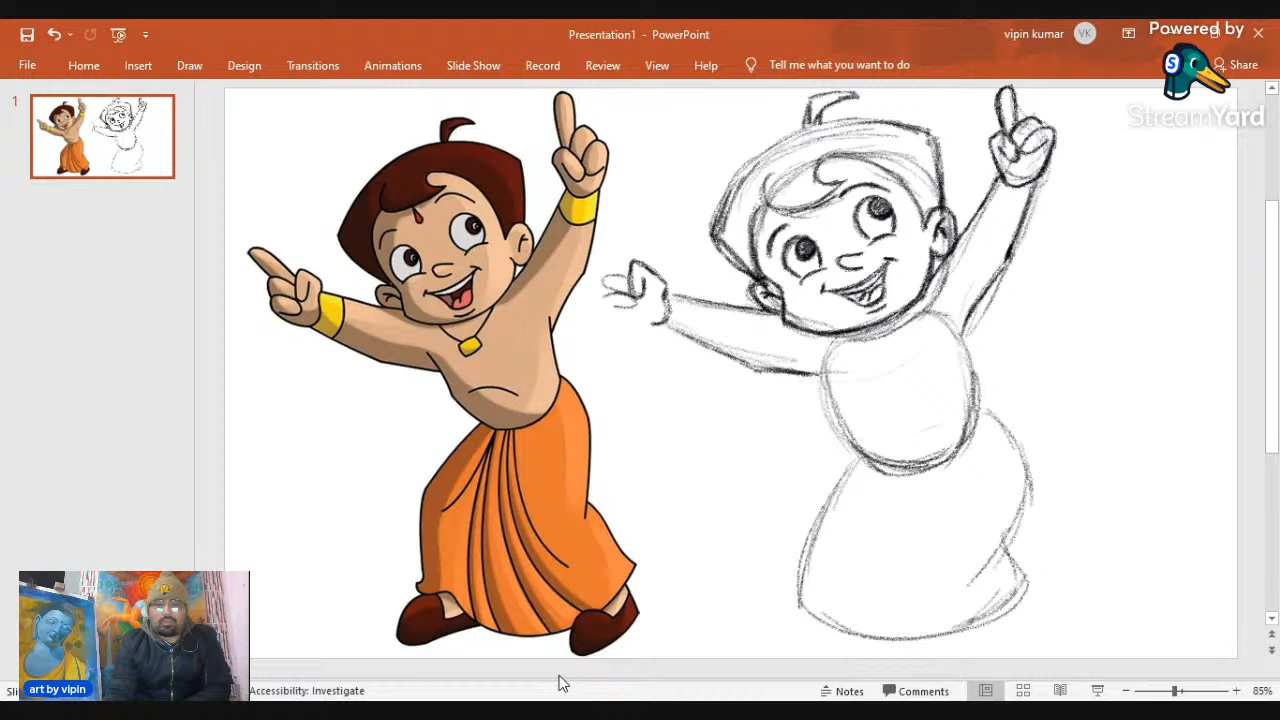 Presentation1 - PowerPoint
vipin kumar
VK
Powered by
StreamYard
File Home Insert Draw Design Transitions Animations Slide Show Record Review View Help Tell me what you want to do
Share
1
S
art by vipin
Accessibility: Investigate
Notes
Comments
85%